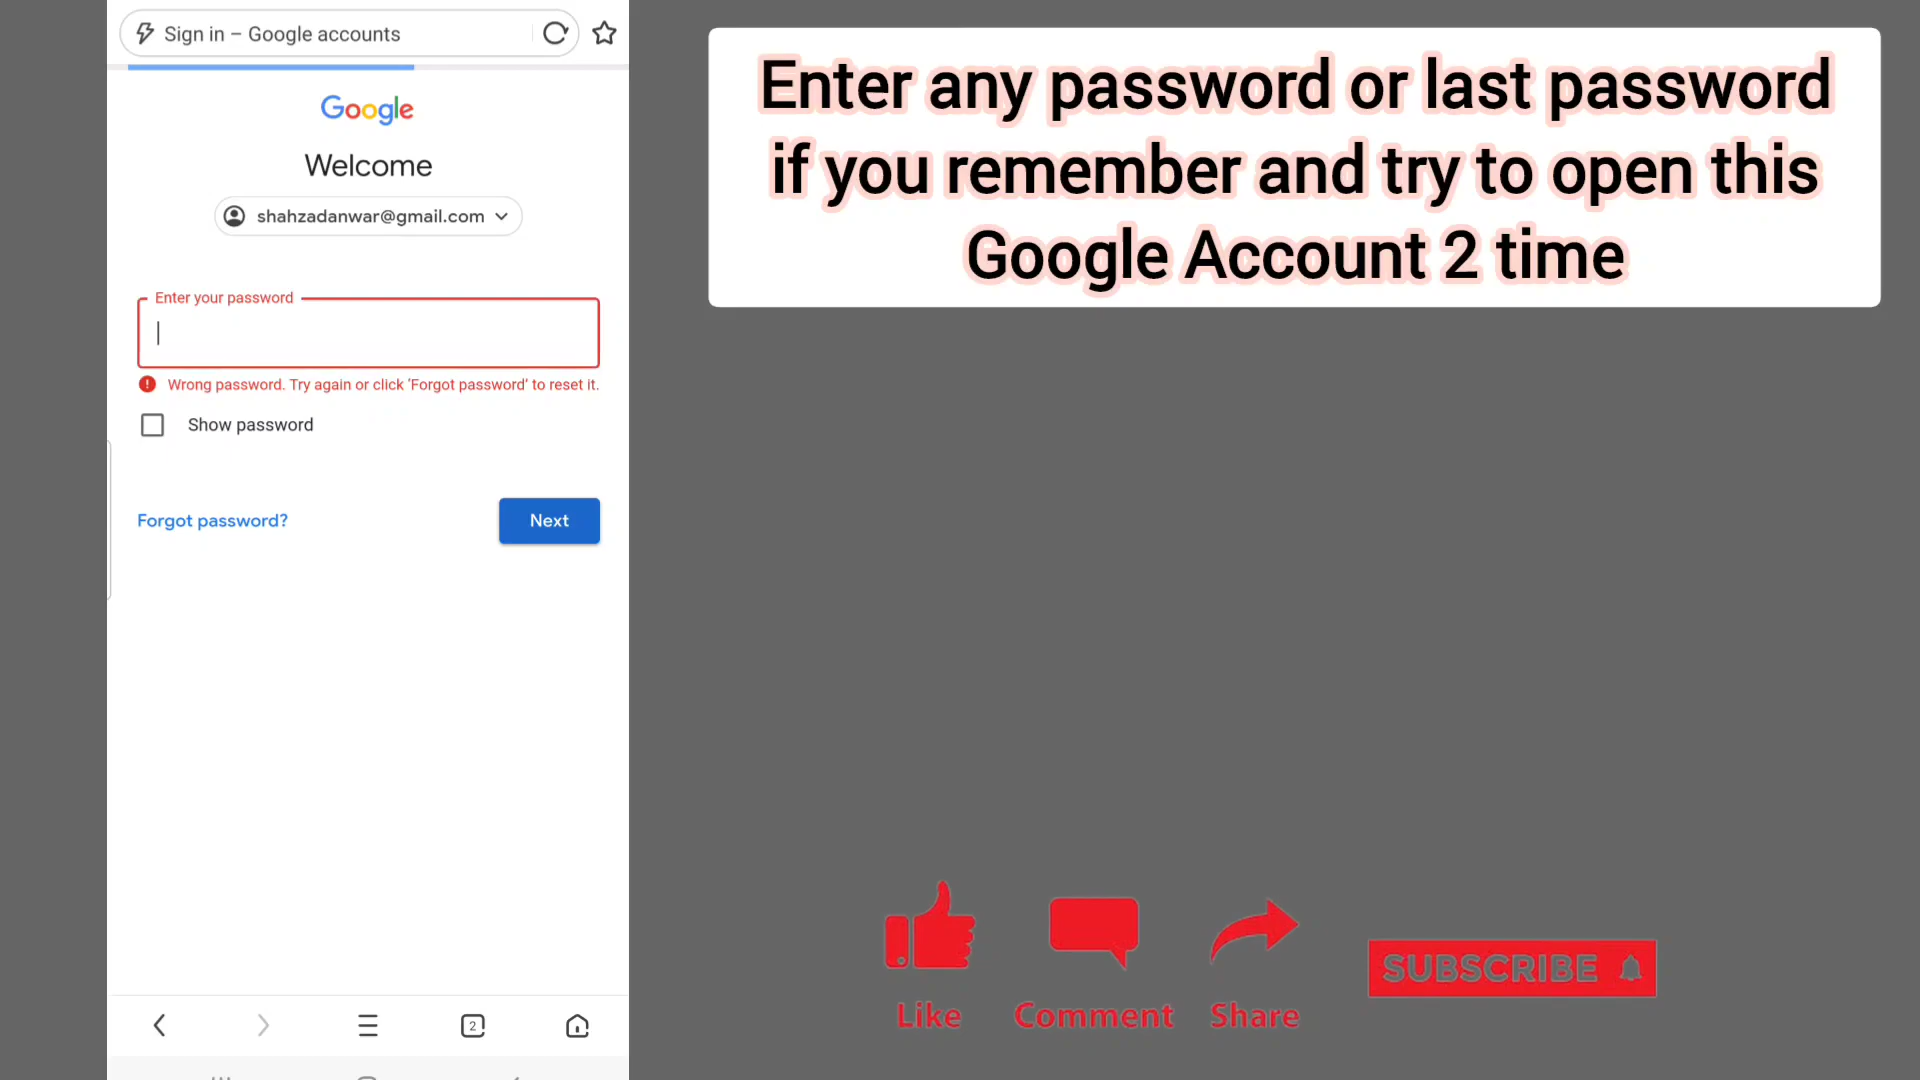 Sign in – Google accounts
Google
Welcome
shahzadanwar@gmail.com
Enter your password
Wrong password. Try again or click 'Forgot password' to reset it.
Show password
Forgot password?
Next
2
Enter any password or last password
if you remember and try to open this
Google Account 2 time
Like
Comment
Share
SUBSCRIBE